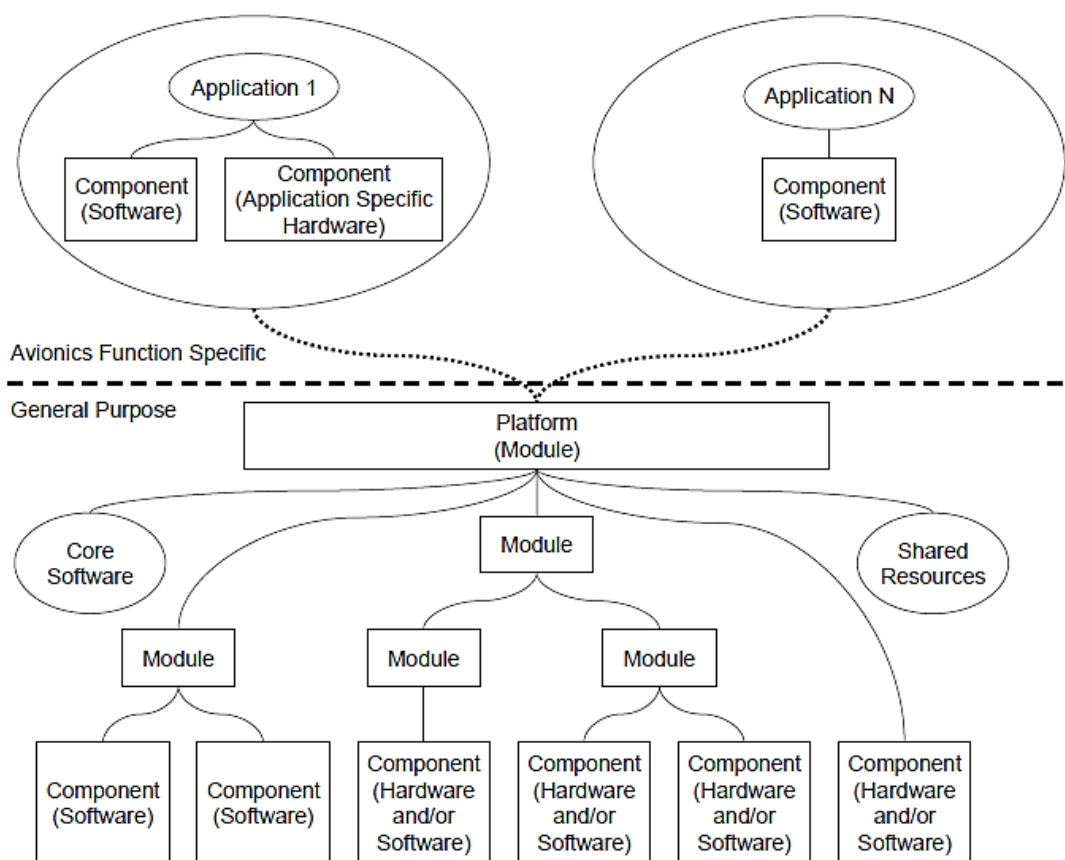 Application 1
Component
(Software)
Component
(Application Specific
Hardware)
Application N
Component
(Software)
Avionics Function Specific
General Purpose
Platform
(Module)
Core
Software
Module
Shared
Resources
Module
Module
Module
Component
(Software)
Component
(Software)
Component
(Hardware
and/or
Software)
Component
(Hardware
and/or
Software)
Component
(Hardware
and/or
Software)
Component
(Hardware
and/or
Software)